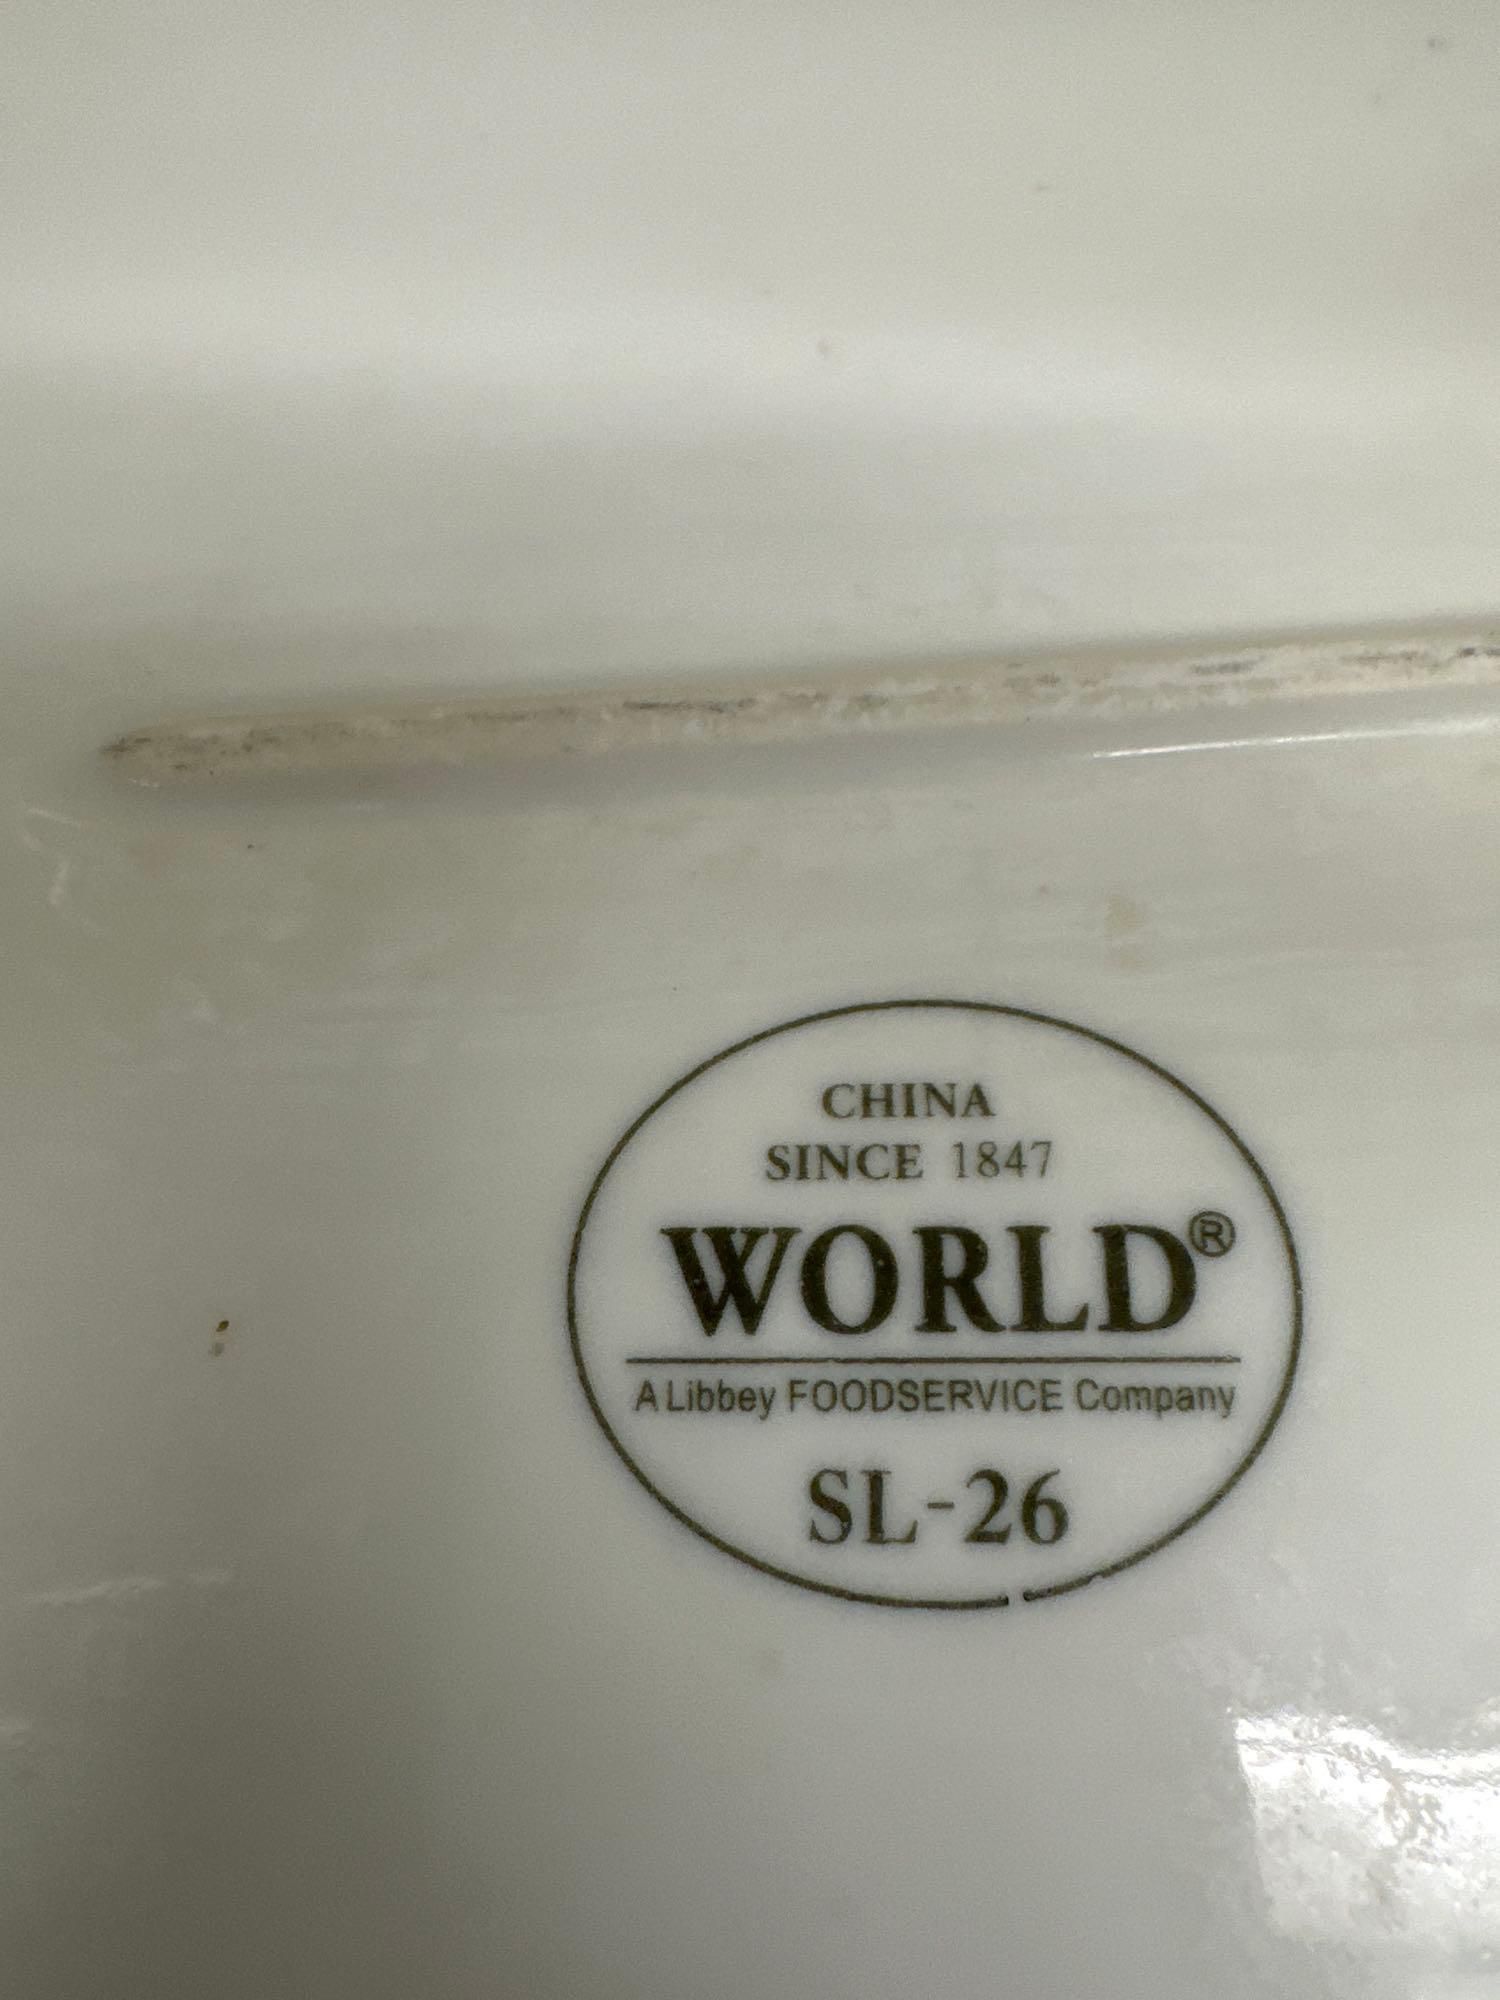 CHINA
SINCE 1847
WORLD®
A Libbey FOODSERVICE Company
SL-26